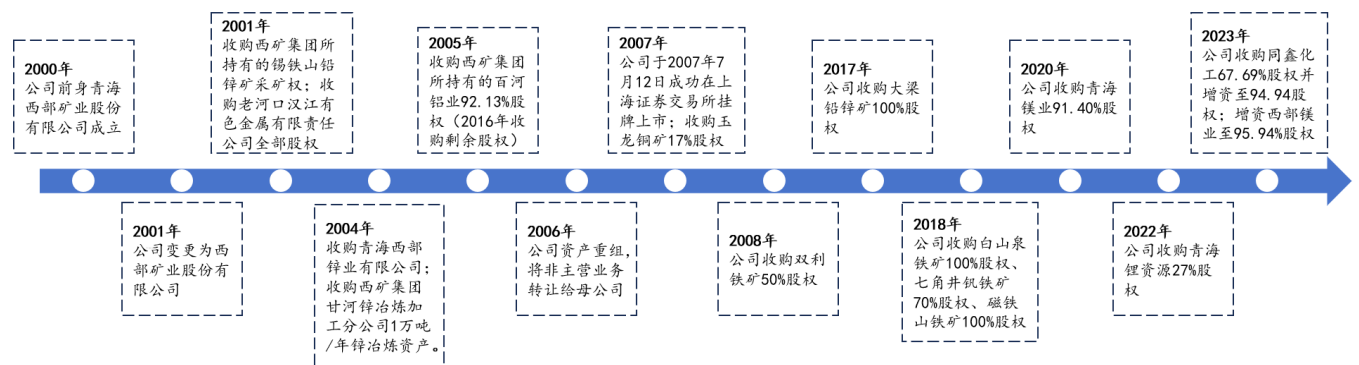 2000年
公司前身青海
西部矿业股份
有限公司成立
2001年
公司变更为西
部矿业股份有
限公司
2001年
收购西矿集团所
持有的锡铁山铅
锌矿采矿权；收
购老河口汉江有
色金属有限责任
公司全部股权
2004年
收购青海西部
锌业有限公司；
收购西矿集团
甘河锌冶炼加
工分公司1万吨
/年锌冶炼资产。
2005年
收购西矿集团
所持有的百河
铝业92.13%股
权（2016年收
购剩余股权）
2006年
公司资产重组，
将非主营业务
转让给母公司
2007年
公司于2007年7
月12日成功在上
海证券交易所挂
牌上市；收购玉
龙铜矿17%股权
2008年
公司收购双利
铁矿50%股权
2017年
公司收购大梁
铅锌矿100%股
权
2018年
公司收购白山泉
铁矿100%股权、
七角井钒铁矿
70%股权、磁铁
山铁矿100%股权
2020年
公司收购青海
镁业91.40%股
权
2022年
公司收购青海
锂资源27%股
权
2023年
公司收购同鑫化
工67.69%股权并
增资至94.94股
权；增资西部镁
业至95.94%股权